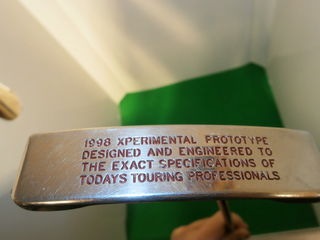 1998 XPERIMENTAL PROTOTYPE
DESIGNED AND ENGINEERED TO
THE EXACT SPECIFICATIONS OF
TODAYS TOURING PROFESSIONALS